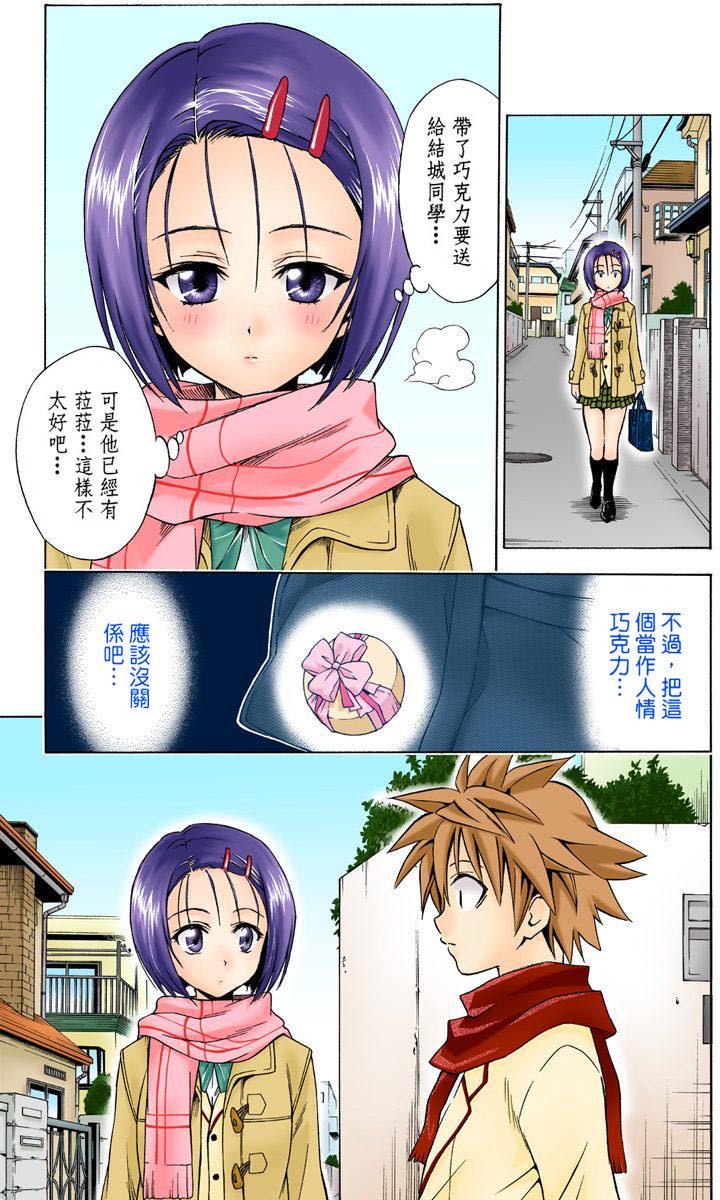 帶了巧克力要送
給結城同學…
可是他已經有
菈菈…這樣不
太好吧…
不過，把這
個當作人情
巧克力…
應該沒關
係吧…